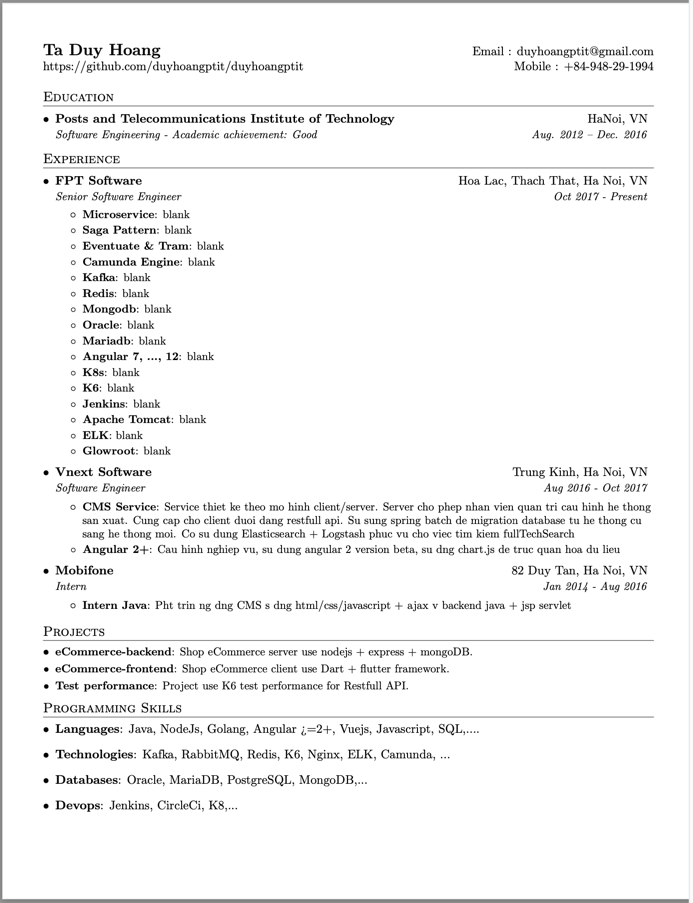 Ta Duy Hoang
Email : duyhoangptit@gmail.com
https://github.com/duyhoangptit/duyhoangptit
Mobile : +84-948-29-1994
Education
• Posts and Telecommunications Institute of Technology
HaNoi, VN
Software Engineering - Academic achievement: Good
Aug. 2012 – Dec. 2016
Experience
• FPT Software
Hoa Lac, Thach That, Ha Noi, VN
Senior Software Engineer
Oct 2017 - Present
◦ Microservice: blank
◦ Saga Pattern: blank
◦ Eventuate & Tram: blank
◦ Camunda Engine: blank
◦ Kafka: blank
◦ Redis: blank
◦ Mongodb: blank
◦ Oracle: blank
◦ Mariadb: blank
◦ Angular 7, ..., 12: blank
◦ K8s: blank
◦ K6: blank
◦ Jenkins: blank
◦ Apache Tomcat: blank
◦ ELK: blank
◦ Glowroot: blank
• Vnext Software
Trung Kinh, Ha Noi, VN
Software Engineer
Aug 2016 - Oct 2017
◦ CMS Service: Service thiet ke theo mo hinh client/server. Server cho phep nhan vien quan tri cau hinh he thong
san xuat. Cung cap cho client duoi dang restfull api. Su sung spring batch de migration database tu he thong cu
sang he thong moi. Co su dung Elasticsearch + Logstash phuc vu cho viec tim kiem fullTechSearch
◦ Angular 2+: Cau hinh nghiep vu, su dung angular 2 version beta, su dng chart.js de truc quan hoa du lieu
• Mobifone
82 Duy Tan, Ha Noi, VN
Intern
Jan 2014 - Aug 2016
◦ Intern Java: Pht trin ng dng CMS s dng html/css/javascript + ajax v backend java + jsp servlet
Projects
• eCommerce-backend: Shop eCommerce server use nodejs + express + mongoDB.
• eCommerce-frontend: Shop eCommerce client use Dart + flutter framework.
• Test performance: Project use K6 test performance for Restfull API.
Programming Skills
• Languages: Java, NodeJs, Golang, Angular ¿=2+, Vuejs, Javascript, SQL,....
• Technologies: Kafka, RabbitMQ, Redis, K6, Nginx, ELK, Camunda, ...
• Databases: Oracle, MariaDB, PostgreSQL, MongoDB,...
• Devops: Jenkins, CircleCi, K8,...